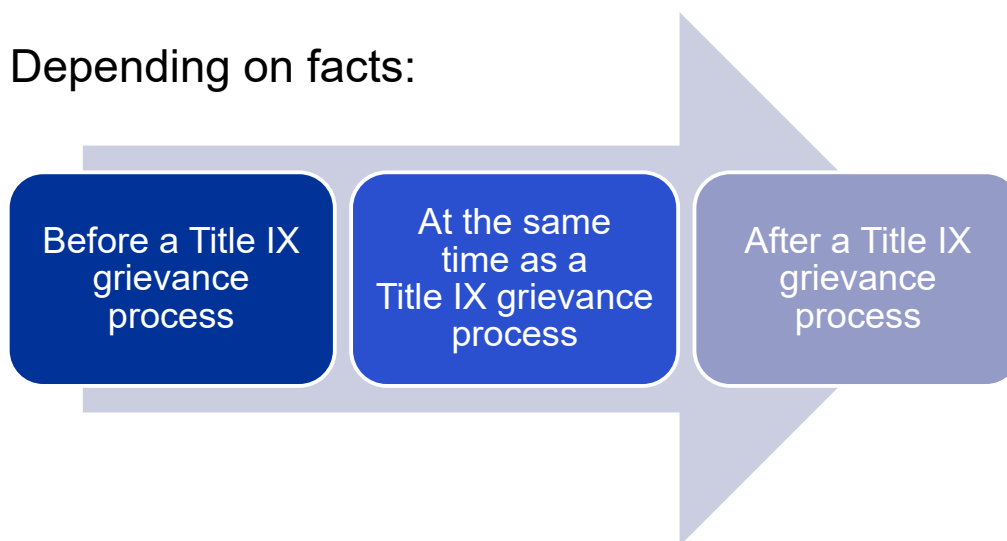 Depending on facts:
Before a Title IX
grievance
process
At the same
time as a
Title IX grievance
process
After a Title IX
grievance
process